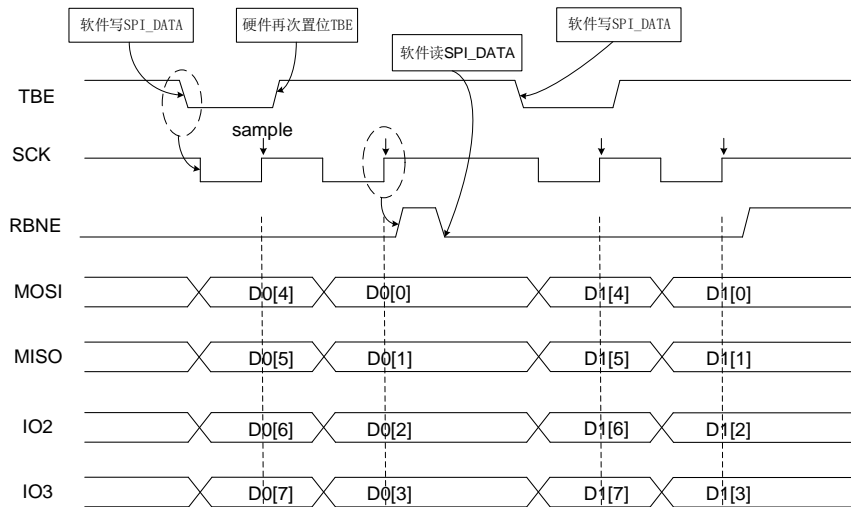 软件写SPI_DATA
硬件再次置位TBE
软件读SPI_DATA
软件写SPI_DATA
TBE
sample
SCK
RBNE
MOSI D0[4] D0[0] D1[4] D1[0]
MISO D0[5] D0[1] D1[5] D1[1]
IO2 D0[6] D0[2] D1[6] D1[2]
IO3 D0[7] D0[3] D1[7] D1[3]